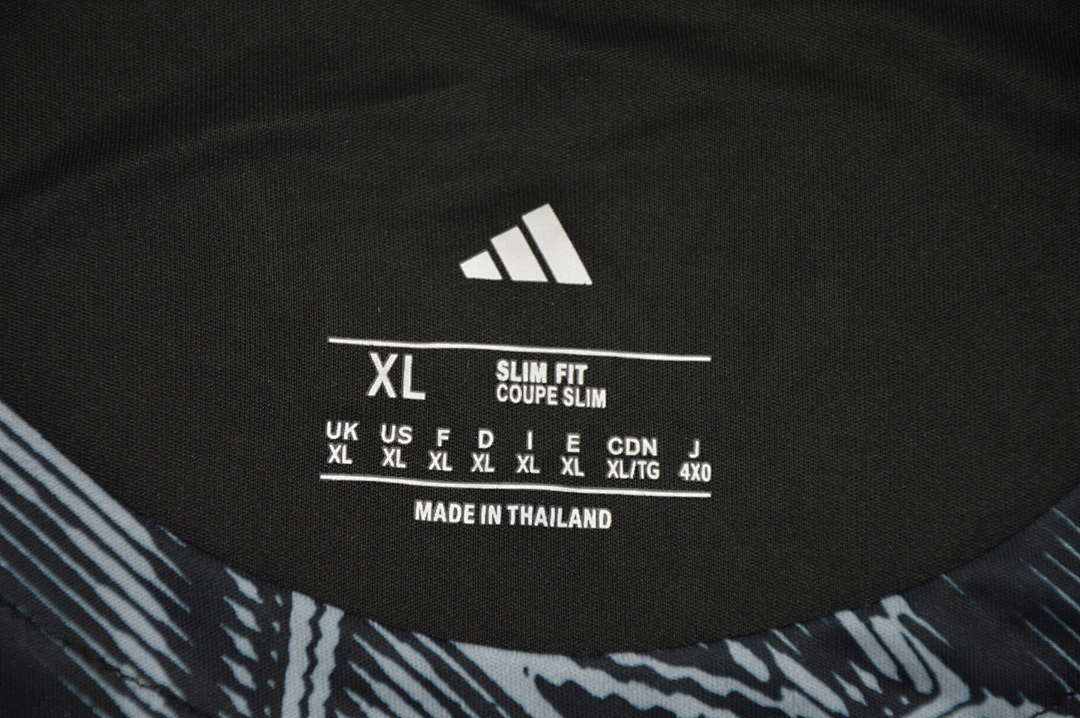 XL SLIM FIT
COUPE SLIM
UK US F D I E CDN J
XL XL XL XL XL XL XL/TG 4X0
MADE IN THAILAND